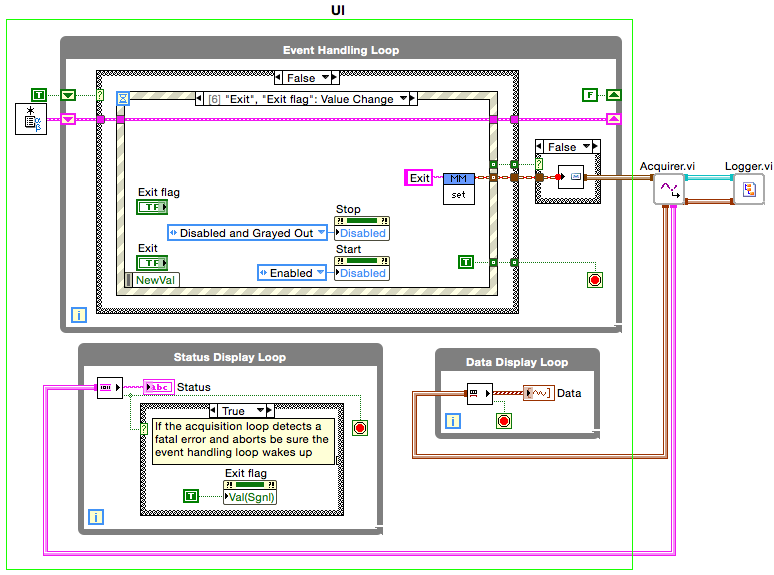 UI
Event Handling Loop
False
T
F
[6] "Exit", "Exit flag": Value Change
False
Exit
MM
set
Acquirer.vi
Logger.vi
Exit flag
TF
Stop
Disabled and Grayed Out
Disabled
Exit
TF
Start
Enabled
Disabled
T
NewVal
i
Status Display Loop
abc
Status
True
If the acquisition loop detects a
fatal error and aborts be sure the
event handling loop wakes up
Exit flag
T
Val(Sgnl)
i
Data Display Loop
Data
i